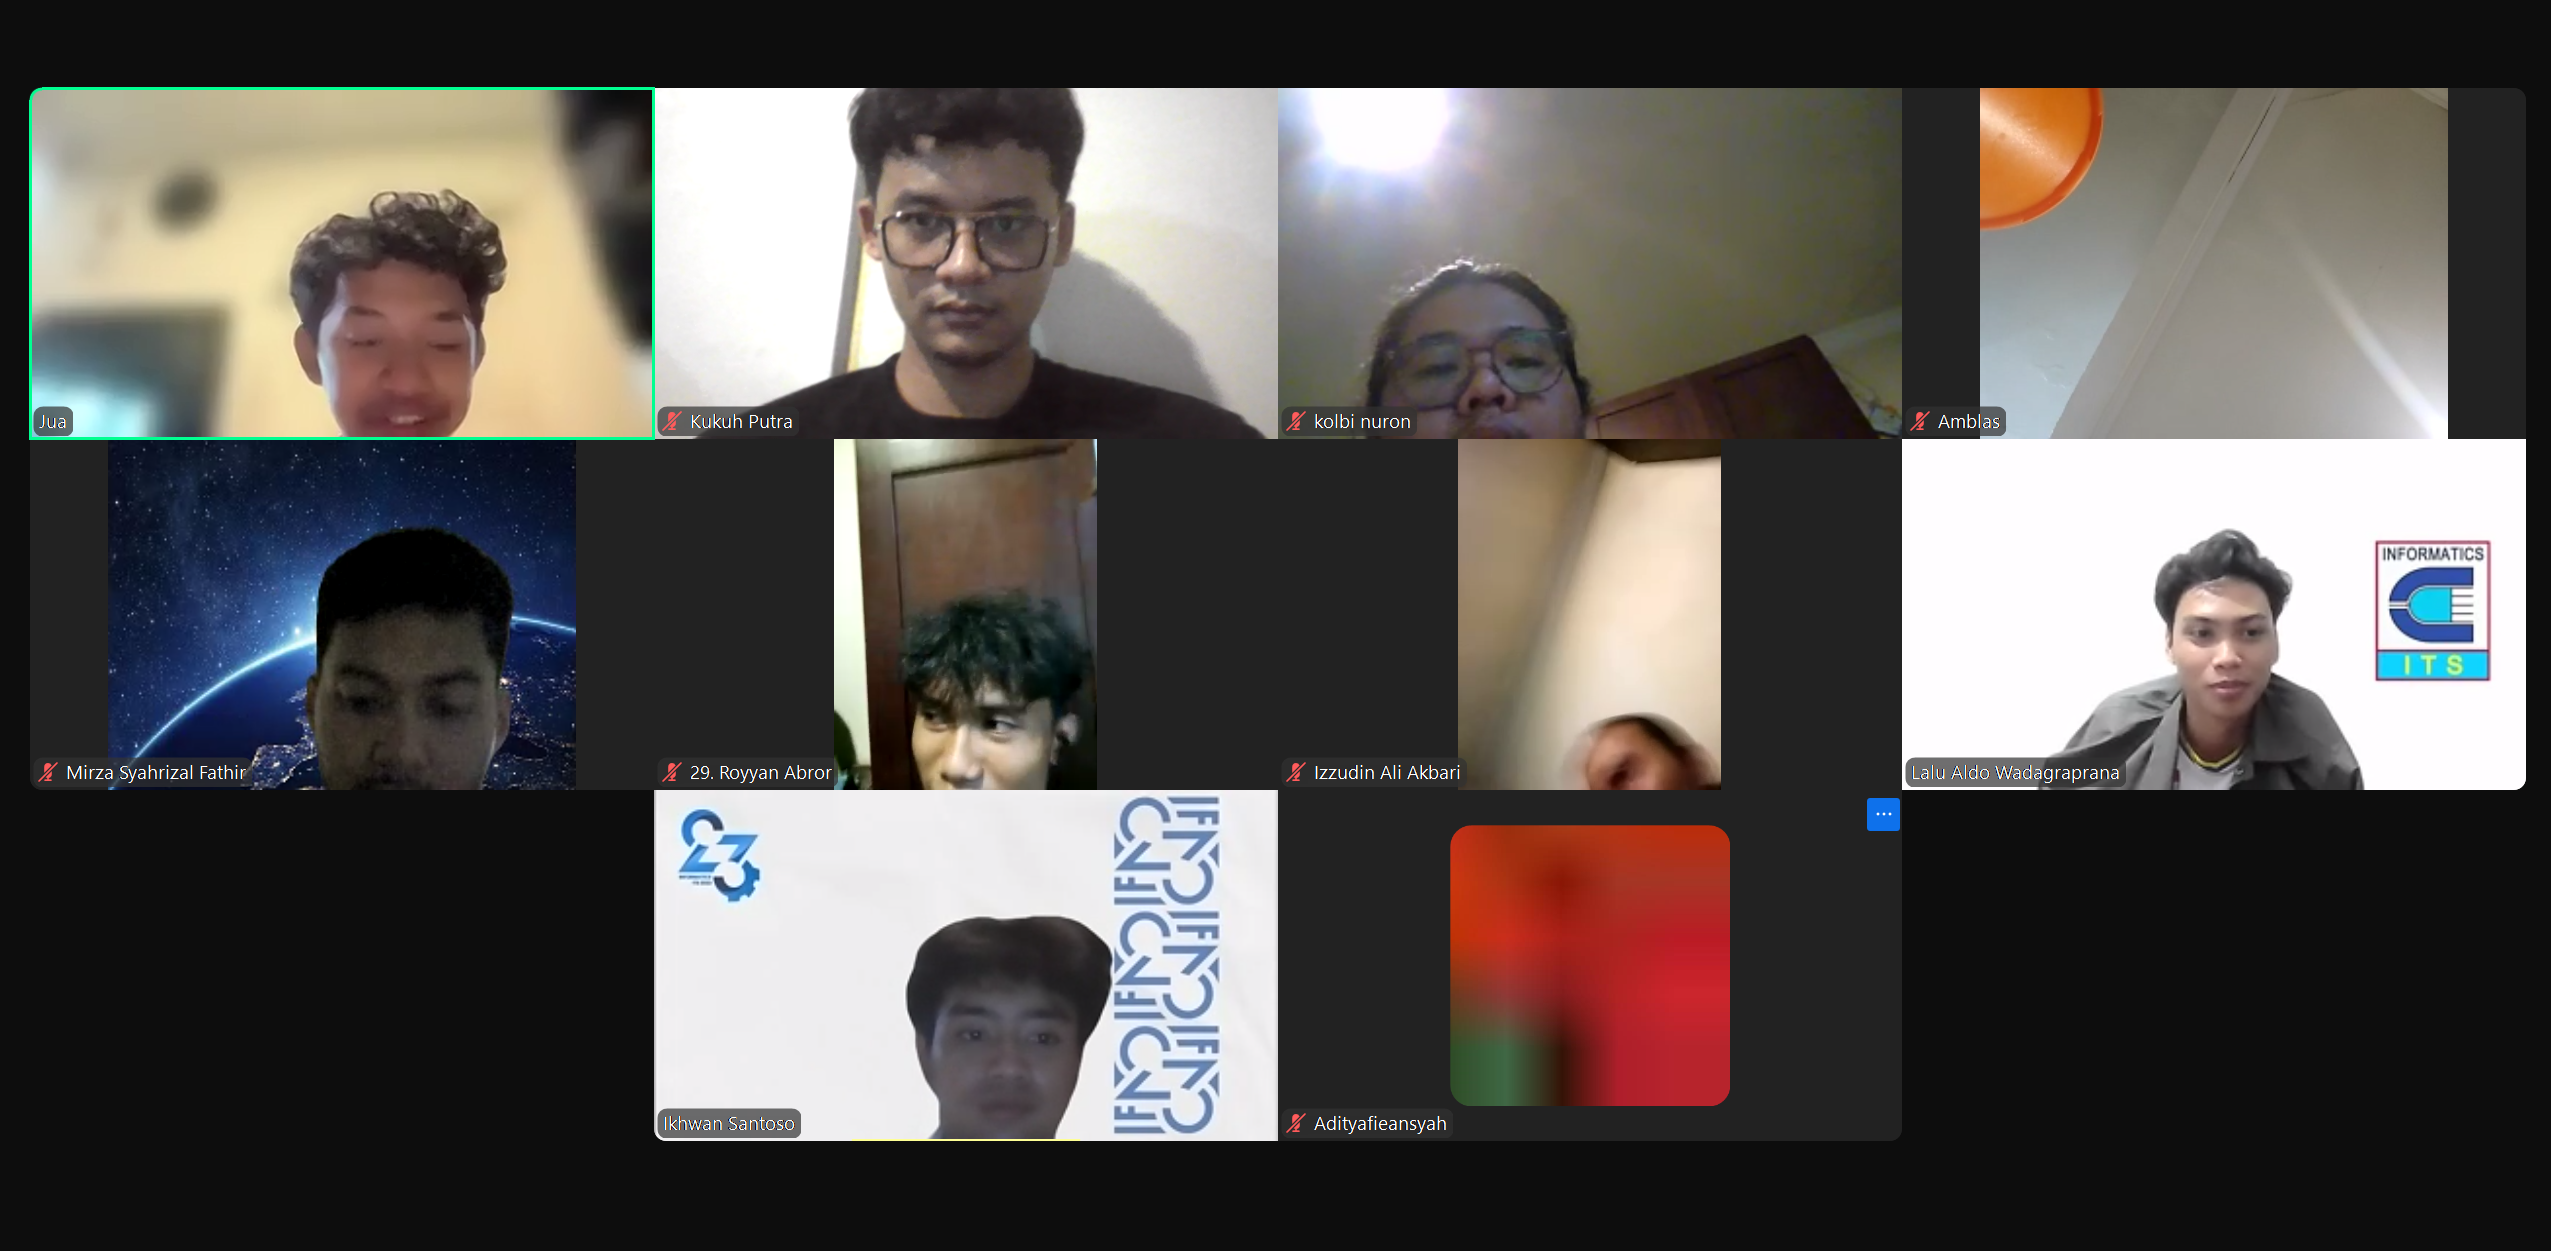 Jua
Kukuh Putra
kolbi nuron
Amblas
Mirza Syahrizal Fathir
29. Royyan Abror
Izzudin Ali Akbari
INFORMATICS
ITS
Lalu Aldo Wadagraprana
23
Ikhwan Santoso
Adityafieansyah